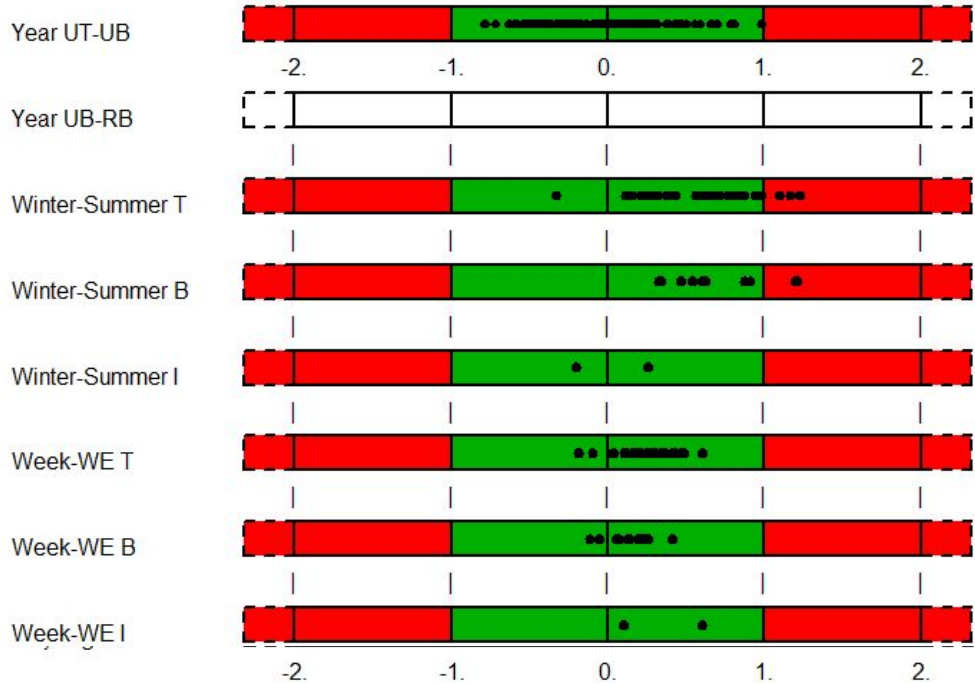 Year UT-UB
-2. -1. 0. 1. 2.
Year UB-RB
Winter-Summer T
Winter-Summer B
Winter-Summer I
Week-WE T
Week-WE B
Week-WE I
-2. -1. 0. 1. 2.